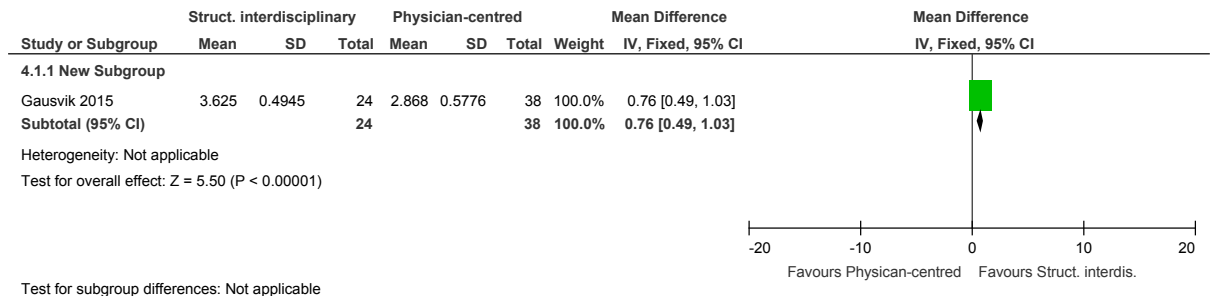 Struct. interdisciplinary Physician-centred Mean Difference Mean Difference
Study or Subgroup Mean SD Total Mean SD Total Weight IV, Fixed, 95% CI IV, Fixed, 95% CI
4.1.1 New Subgroup
Gausvik 2015 3.625 0.4945 24 2.868 0.5776 38 100.0% 0.76 [0.49, 1.03]
Subtotal (95% CI) 24 38 100.0% 0.76 [0.49, 1.03]
Heterogeneity: Not applicable
Test for overall effect: Z = 5.50 (P < 0.00001)
-20 -10 0 10 20
Favours Physican-centred Favours Struct. interdis.
Test for subgroup differences: Not applicable